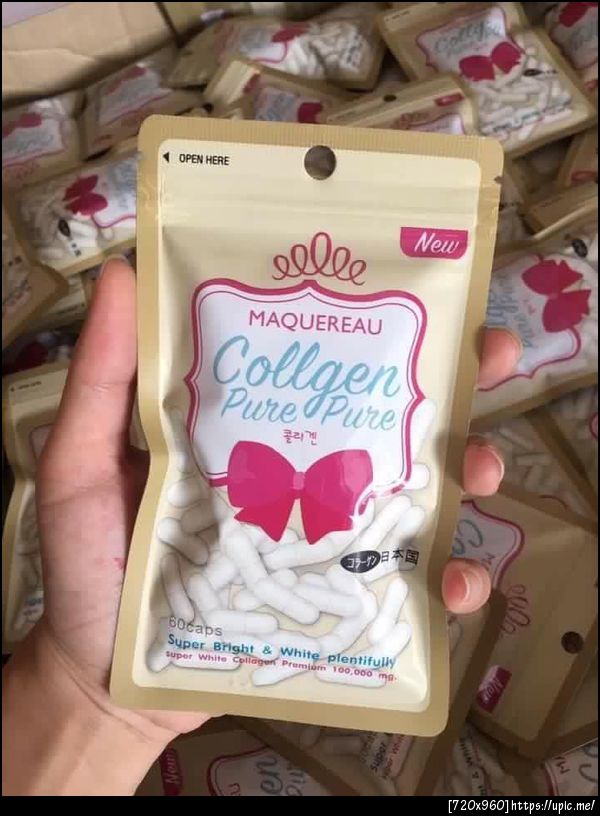 OPEN HERE
New
MAQUEREAU
Collgen
Pure Pure
콜라겐
コラーゲン 日本国
60caps
Super Bright & White plentifully
Super White Collagen Premium 100,000 mg.
New
[720x960]https://upic.me/